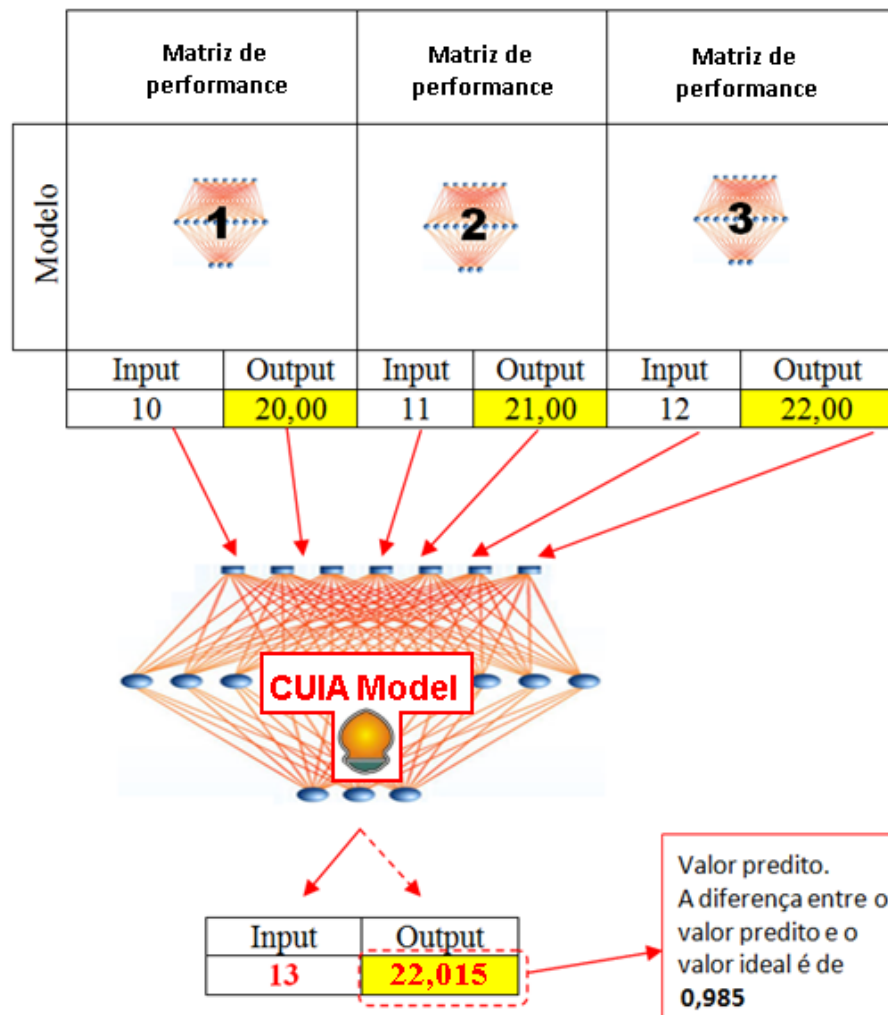 Matriz de performance
Matriz de performance
Matriz de performance
Modelo
1
2
3
Input Output Input Output Input Output
10 20,00 11 21,00 12 22,00
CUIA Model
Input Output
13 22,015
Valor predito.
A diferença entre o
valor predito e o
valor ideal é de
0,985